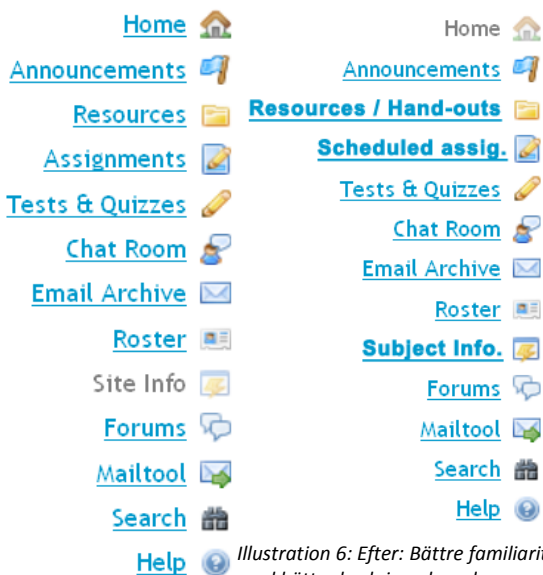 Home
Announcements
Resources
Assignments
Tests & Quizzes
Chat Room
Email Archive
Roster
Site Info
Forums
Mailtool
Search
Help
Home
Announcements
Resources / Hand-outs
Scheduled assig.
Tests & Quizzes
Chat Room
Email Archive
Roster
Subject Info.
Forums
Mailtool
Search
Help
Illustration 6: Efter: Bättre